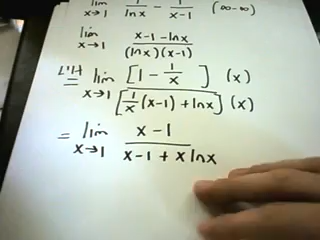 lim x→1 1/lnx - 1/x-1 (∞-∞)
lim x→1 x-1-lnx / (lnx)(x-1)
L'H = lim x→1 [1 - 1/x] (x) / [1/x (x-1) + lnx] (x)
= lim x→1 x-1 / x-1 + x lnx